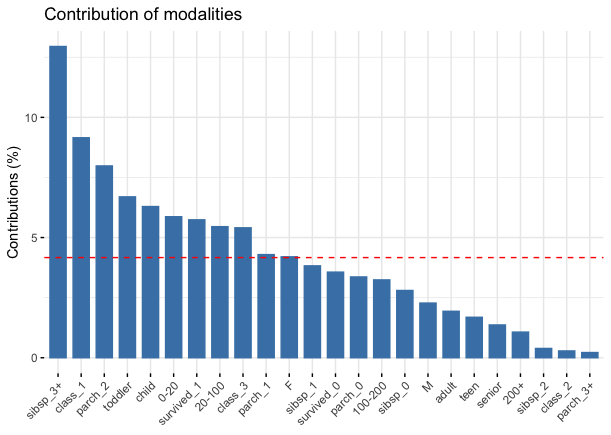 Contribution of modalities
Contributions (%)
10
5
0
sibsp_3+
class_1
parch_2
toddler
child
0-20
survived_1
20-100
class_3
parch_1
F
sibsp_1
survived_0
parch_0
100-200
sibsp_0
M
adult
teen
senior
200+
sibsp_2
class_2
parch_3+